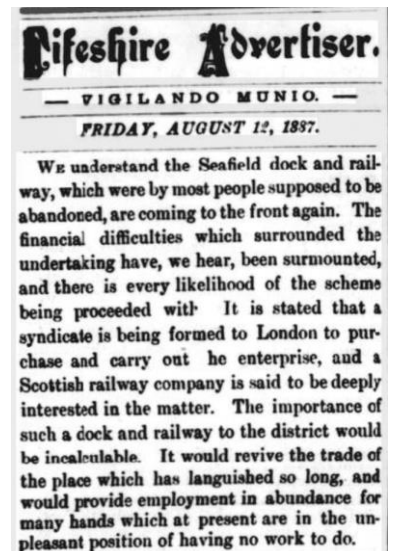 Fifeshire Advertiser.
— VIGILANDO MUNIO. —
FRIDAY, AUGUST 12, 1887.
WE understand the Seafield dock and rail-
way, which were by most people supposed to be
abandoned, are coming to the front again. The
financial difficulties which surrounded the
undertaking have, we hear, been surmounted,
and there is every likelihood of the scheme
being proceeded with It is stated that a
syndicate is being formed to London to pur-
chase and carry out he enterprise, and a
Scottish railway company is said to be deeply
interested in the matter. The importance of
such a dock and railway to the district would
be incalculable. It would revive the trade of
the place which has languished so long, and
would provide employment in abundance for
many hands which at present are in the un-
pleasant position of having no work to do.